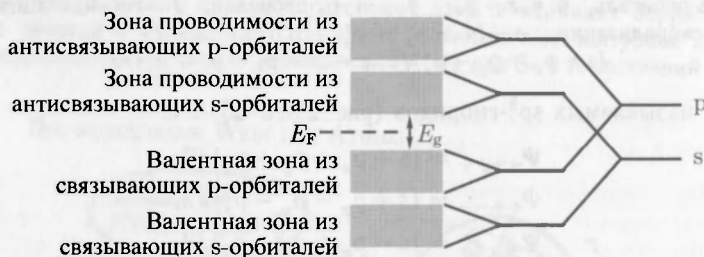 Зона проводимости из
антисвязывающих p-орбиталей
p
Зона проводимости из
антисвязывающих s-орбиталей
E_F
E_g
s
Валентная зона из
связывающих p-орбиталей
Валентная зона из
связывающих s-орбиталей